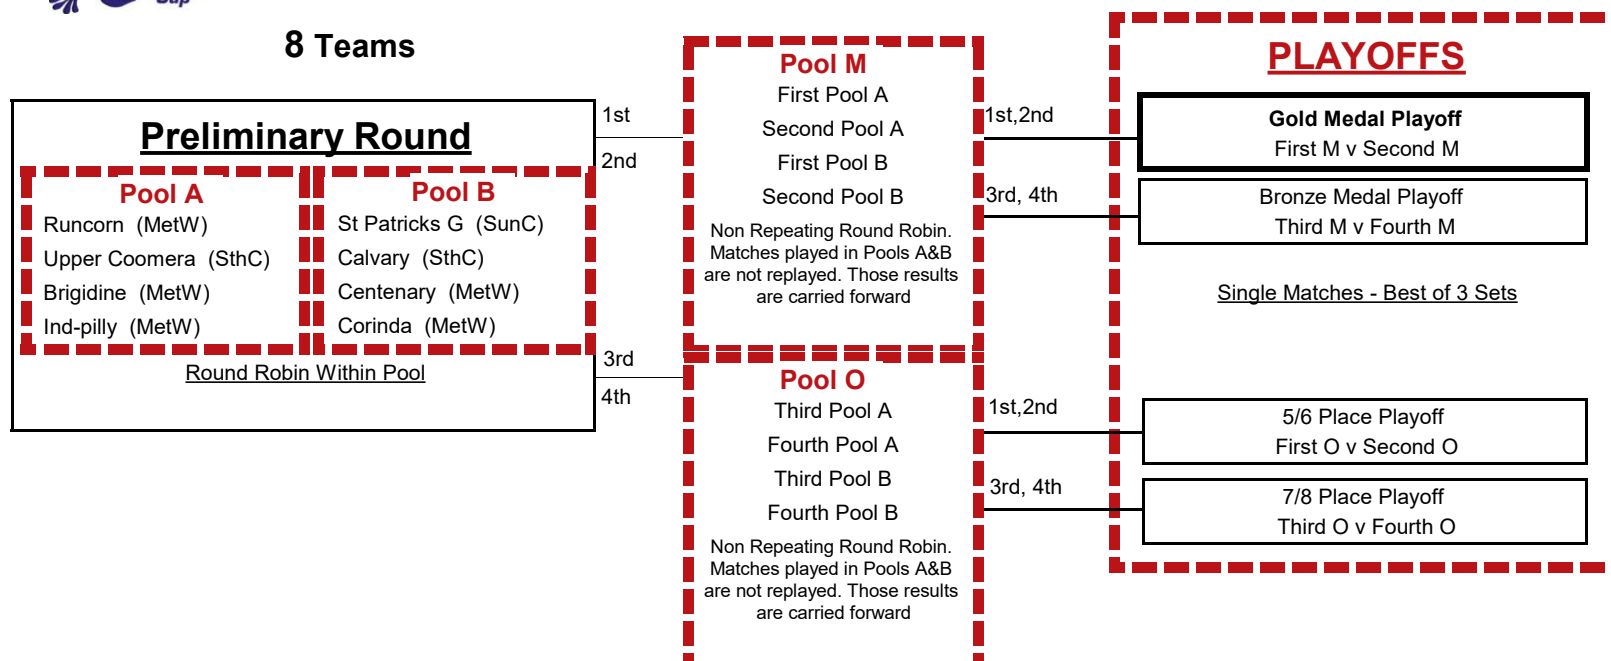 8 Teams
Preliminary Round
Pool A
Runcorn (MetW)
Upper Coomera (SthC)
Brigidine (MetW)
Ind-pilly (MetW)
Pool B
St Patricks G (SunC)
Calvary (SthC)
Centenary (MetW)
Corinda (MetW)
Round Robin Within Pool
1st
2nd
3rd
4th
Pool M
First Pool A
Second Pool A
First Pool B
Second Pool B
Non Repeating Round Robin.
Matches played in Pools A&B
are not replayed. Those results
are carried forward
Pool O
Third Pool A
Fourth Pool A
Third Pool B
Fourth Pool B
Non Repeating Round Robin.
Matches played in Pools A&B
are not replayed. Those results
are carried forward
1st,2nd
3rd, 4th
1st,2nd
3rd, 4th
PLAYOFFS
Gold Medal Playoff
First M v Second M
Bronze Medal Playoff
Third M v Fourth M
Single Matches - Best of 3 Sets
5/6 Place Playoff
First O v Second O
7/8 Place Playoff
Third O v Fourth O